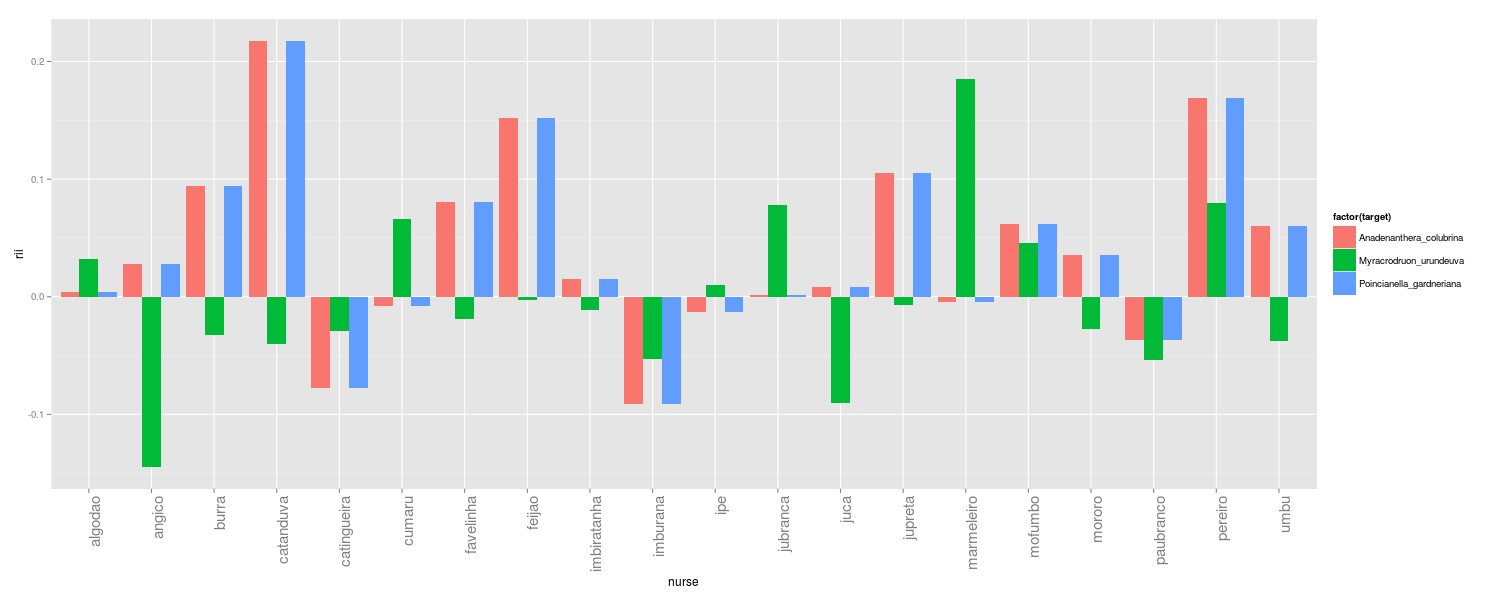 rii
0.2
0.1
0.0
-0.1
algodao
angico
burra
catanduva
catingueira
cumaru
favelinha
feijao
imbiratanha
imburana
ipe
jubranca
juca
jupreta
marmeleiro
mofumbo
mororo
paubranco
pereiro
umbu
nurse
factor(target)
Anadenanthera_colubrina
Myracrodruon_urundeuva
Poincianella_gardneriana